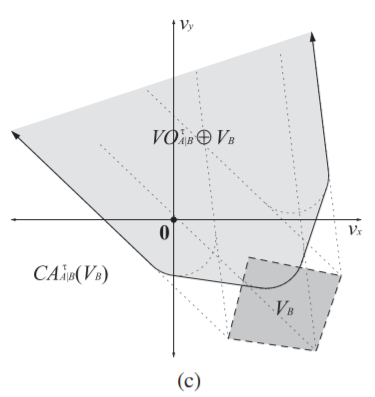 v_y
VO^τ_{A|B} ⊕ V_B
v_x
0
CA^τ_{A|B}(V_B)
V_B
(c)